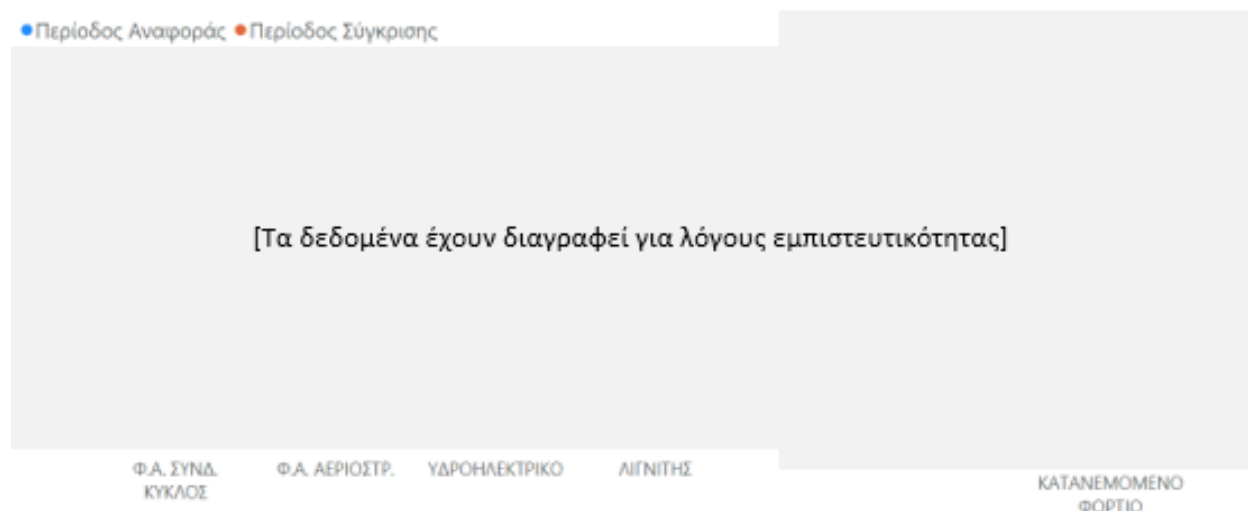 Περίοδος Αναφοράς Περίοδος Σύγκρισης
[Τα δεδομένα έχουν διαγραφεί για λόγους εμπιστευτικότητας]
Φ.Α. ΣΥΝΔ. ΚΥΚΛΟΣ
Φ.Α. ΑΕΡΙΟΣΤΡ.
ΥΔΡΟΗΛΕΚΤΡΙΚΟ
ΛΙΓΝΙΤΗΣ
ΚΑΤΑΝΕΜΟΜΕΝΟ
ΦΟΡΤΙΟ